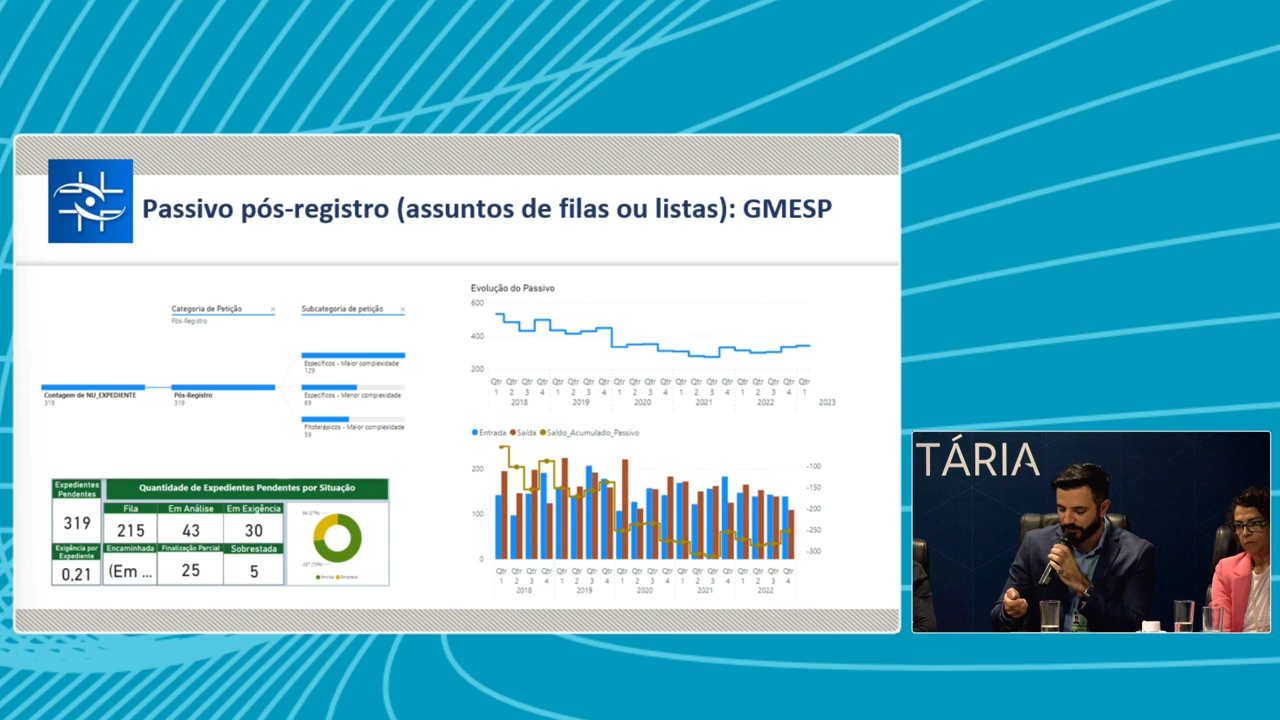 Passivo pós-registro (assuntos de filas ou listas): GMESP
Categoria de Petição
Pós-Registro
Subcategoria de petição
Contagem de NU_EXPEDIENTE
319
Pós-Registro
319
Específicos - Maior complexidade
129
Específicos - Menor complexidade
69
Fitoterápicos - Maior complexidade
59
Expedientes Pendentes
319
Exigência por Expediente
0,21
Quantidade de Expedientes Pendentes por Situação
Fila Em Análise Em Exigência
215 43 30
Encaminhada Finalização Parcial Sobrestada
(Em ... 25 5
Anvisa Empresa
Evolução do Passivo
600
400
200
Qtr Qtr Qtr Qtr Qtr Qtr Qtr Qtr Qtr Qtr Qtr Qtr Qtr Qtr Qtr Qtr Qtr Qtr Qtr Qtr Qtr
1 2 3 4 1 2 3 4 1 2 3 4 1 2 3 4 1 2 3 4 1
2018 2019 2020 2021 2022 2023
Entrada Saída Saldo_Acumulado_Passivo
200
100
0
-100
-150
-200
-250
-300
Qtr Qtr Qtr Qtr Qtr Qtr Qtr Qtr Qtr Qtr Qtr Qtr Qtr Qtr Qtr Qtr Qtr Qtr Qtr Qtr
1 2 3 4 1 2 3 4 1 2 3 4 1 2 3 4 1 2 3 4
2018 2019 2020 2021 2022
TÁRIA